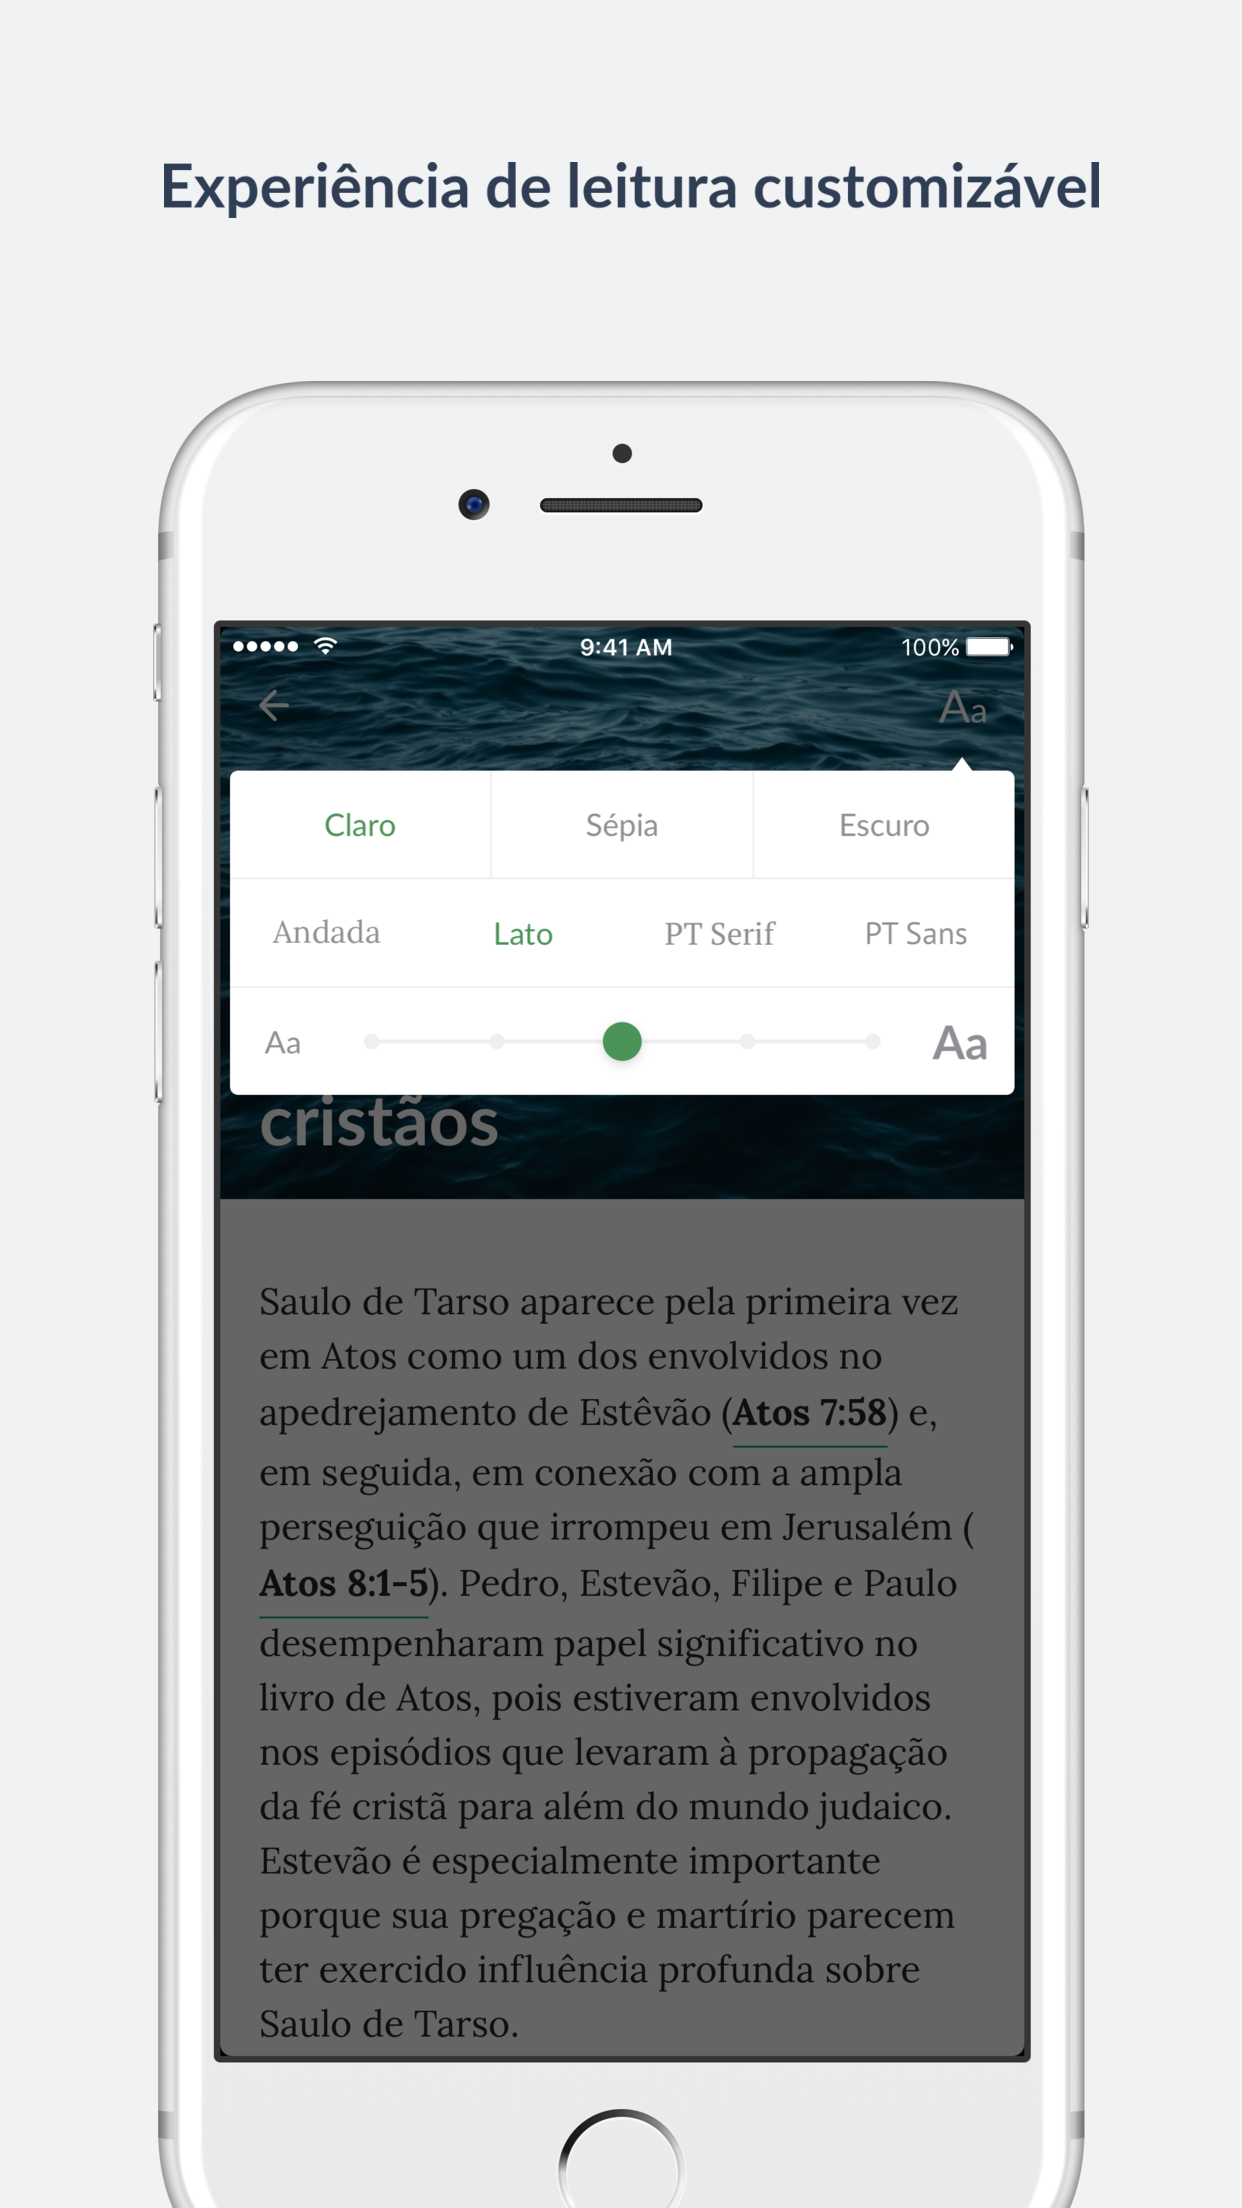 Experiência de leitura customizável
9:41 AM
100%
Aa
Claro Sépia Escuro
Andada Lato PT Serif PT Sans
Aa Aa
cristãos
Saulo de Tarso aparece pela primeira vez
em Atos como um dos envolvidos no
apedrejamento de Estêvão (Atos 7:58) e,
em seguida, em conexão com a ampla
perseguição que irrompeu em Jerusalém (
Atos 8:1-5). Pedro, Estevão, Filipe e Paulo
desempenharam papel significativo no
livro de Atos, pois estiveram envolvidos
nos episódios que levaram à propagação
da fé cristã para além do mundo judaico.
Estevão é especialmente importante
porque sua pregação e martírio parecem
ter exercido influência profunda sobre
Saulo de Tarso.